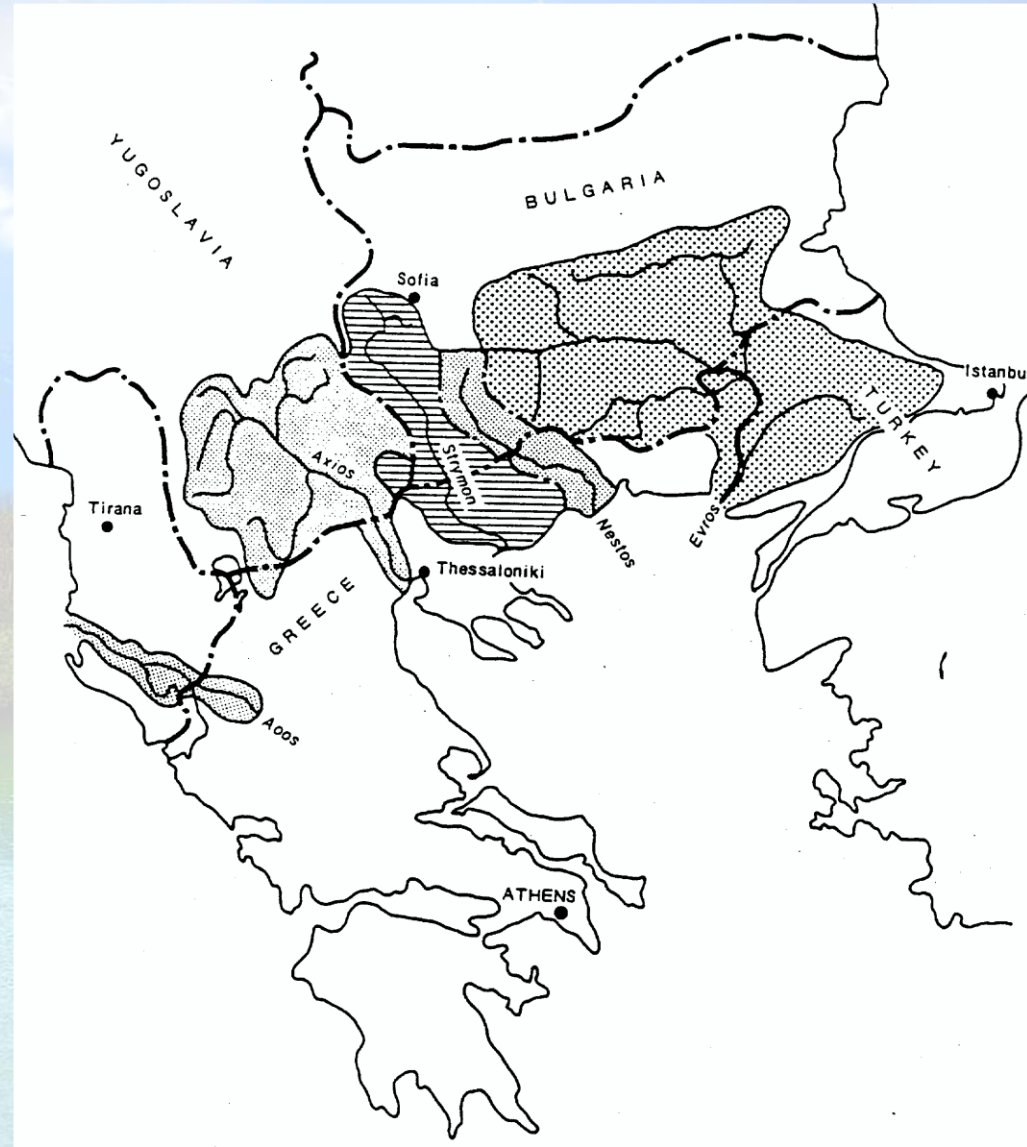 YUGOSLAVIA
BULGARIA
Sofia
Istanbu
TURKEY
Axios
Strymon
Tirana
Nestos
Evros
Thessaloniki
GREECE
Aoos
ATHENS